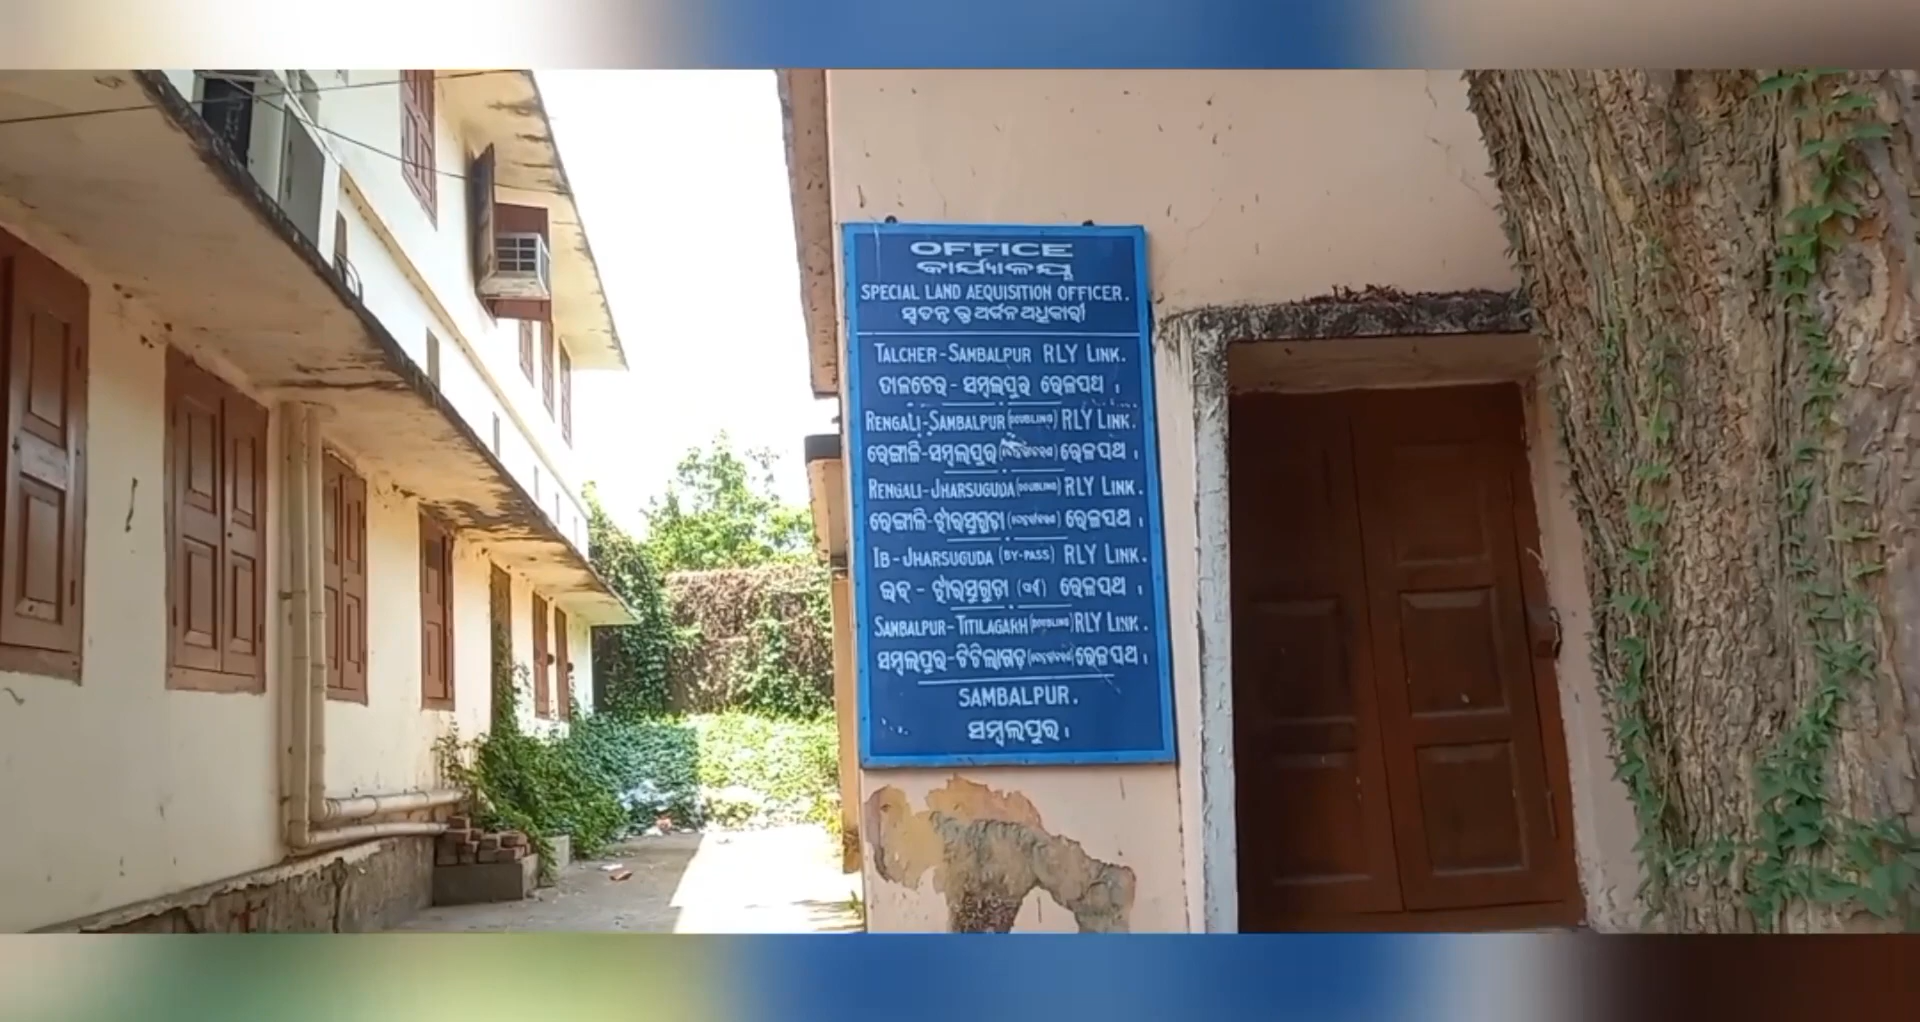 OFFICE
କାର୍ଯ୍ୟାଳୟ
SPECIAL LAND AEQUISITION OFFICER.
ସ୍ବତନ୍ତ୍ର ଭୂ ଅର୍ଜନ ଅଧିକାରୀ
TALCHER-SAMBALPUR RLY LINK.
ତାଳଚେର - ସମ୍ବଲପୁର ରେଳପଥ ।
RENGALI-SAMBALPUR (DOUBLING) RLY LINK.
ରେଙ୍ଗାଳି-ସମ୍ବଲପୁର ରେଳପଥ ।
RENGALI-JHARSUGUDA (DOUBLING) RLY LINK.
ରେଙ୍ଗାଳି-ଝାରସୁଗୁଡ଼ା ରେଳପଥ ।
IB-JHARSUGUDA (BY-PASS) RLY LINK.
ଇବ୍ - ଝାରସୁଗୁଡ଼ା ରେଳପଥ ।
SAMBALPUR-TITILAGARH (DOUBLING) RLY LINK.
ସମ୍ବଲପୁର-ଟିଟିଲାଗଡ଼ ରେଳପଥ ।
SAMBALPUR.
ସମ୍ବଲପୁର ।